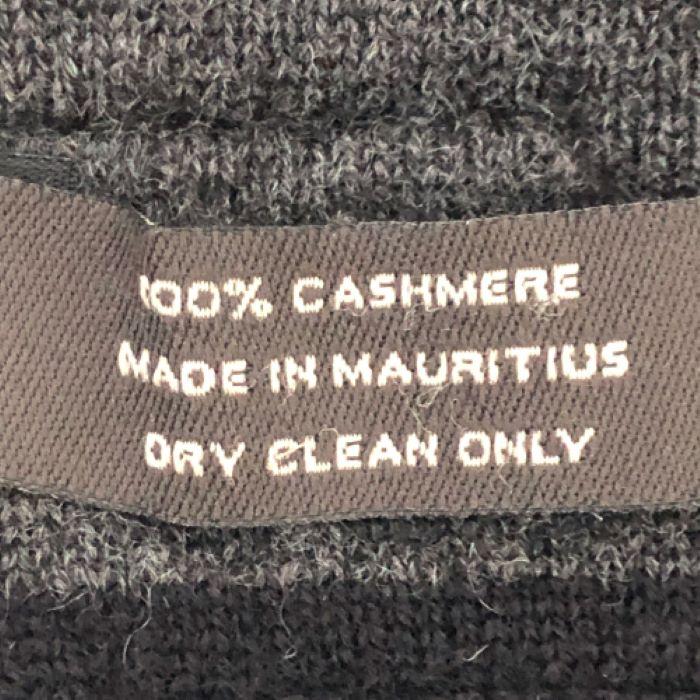 100% CASHMERE
MADE IN MAURITIUS
DRY CLEAN ONLY